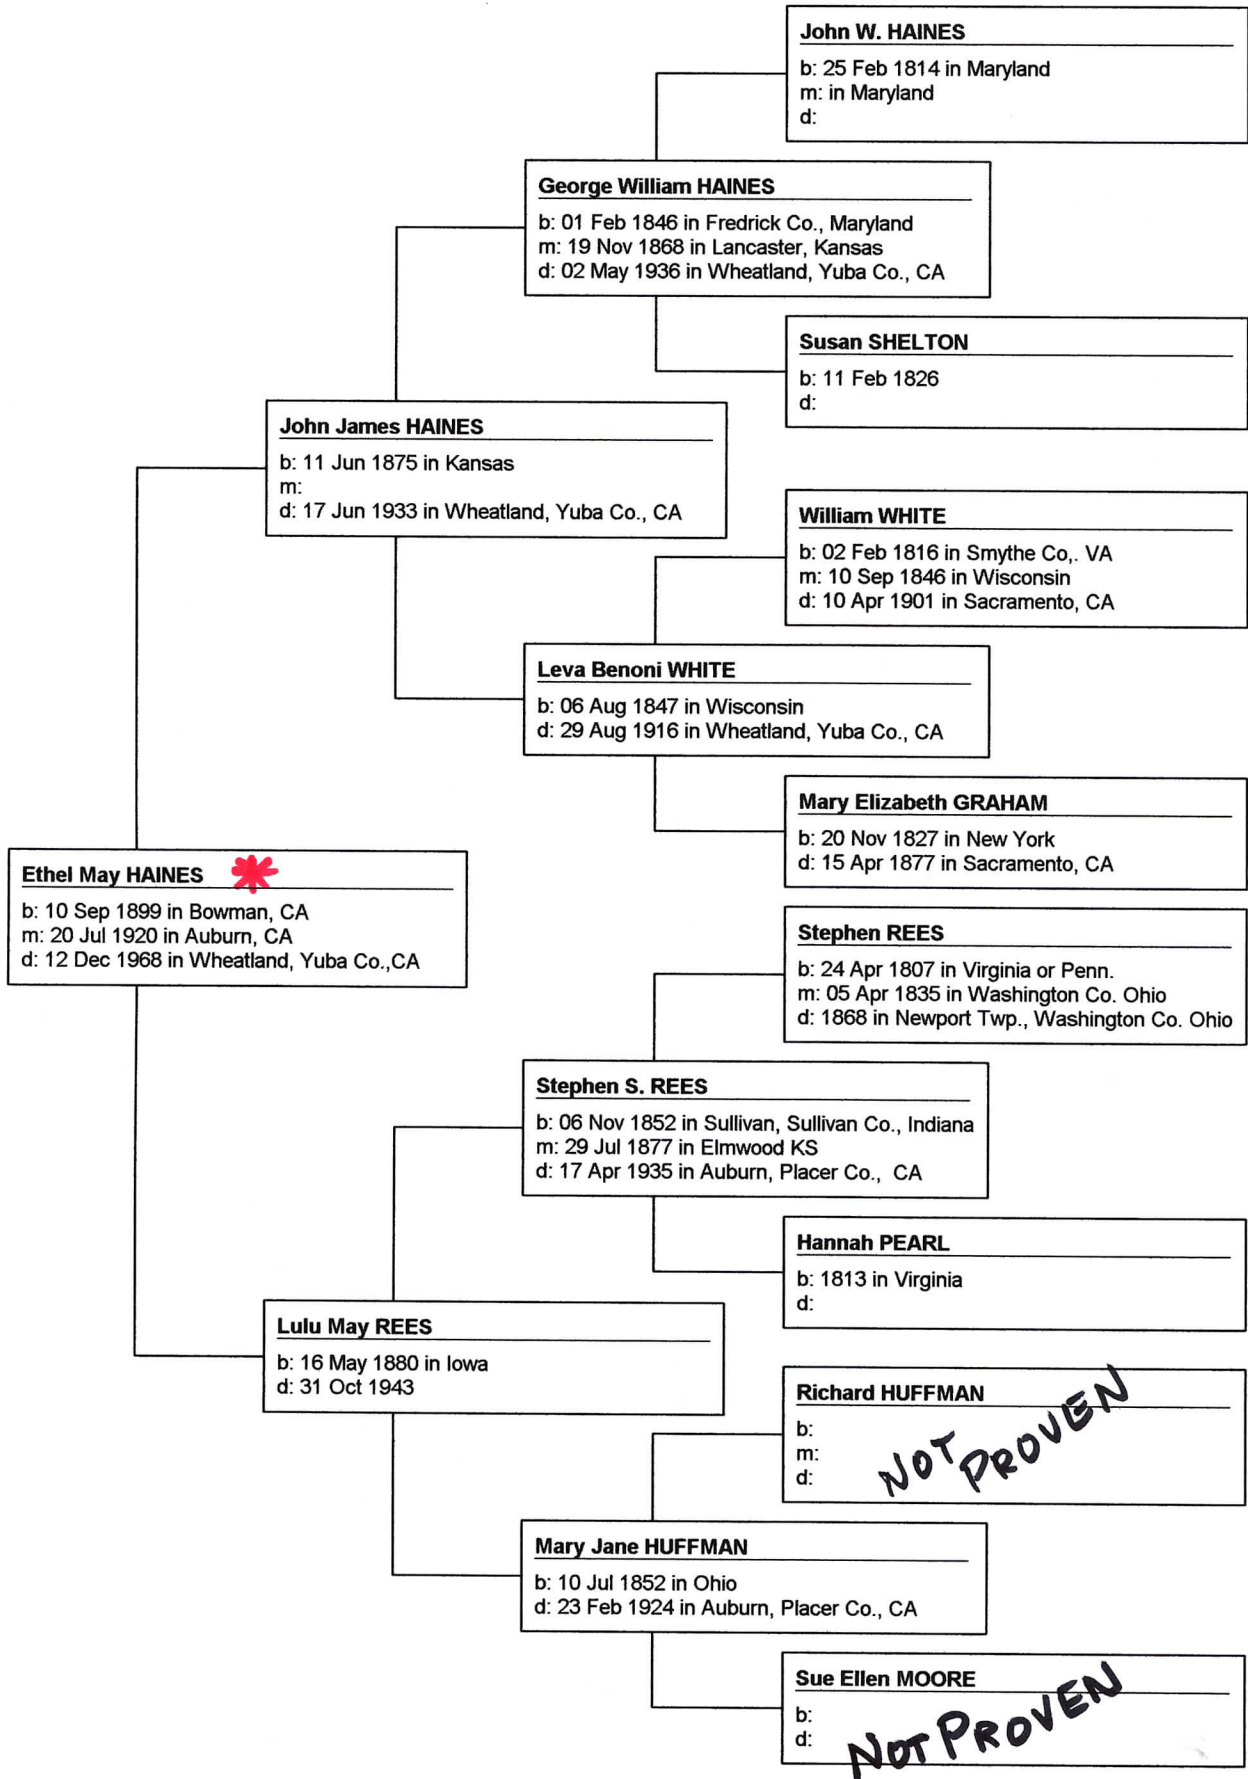 John W. HAINES
b: 25 Feb 1814 in Maryland
m: in Maryland
d:
George William HAINES
b: 01 Feb 1846 in Fredrick Co., Maryland
m: 19 Nov 1868 in Lancaster, Kansas
d: 02 May 1936 in Wheatland, Yuba Co., CA
Susan SHELTON
b: 11 Feb 1826
d:
John James HAINES
b: 11 Jun 1875 in Kansas
m:
d: 17 Jun 1933 in Wheatland, Yuba Co., CA
William WHITE
b: 02 Feb 1816 in Smythe Co,. VA
m: 10 Sep 1846 in Wisconsin
d: 10 Apr 1901 in Sacramento, CA
Leva Benoni WHITE
b: 06 Aug 1847 in Wisconsin
d: 29 Aug 1916 in Wheatland, Yuba Co., CA
Mary Elizabeth GRAHAM
b: 20 Nov 1827 in New York
d: 15 Apr 1877 in Sacramento, CA
Ethel May HAINES
b: 10 Sep 1899 in Bowman, CA
m: 20 Jul 1920 in Auburn, CA
d: 12 Dec 1968 in Wheatland, Yuba Co.,CA
Stephen REES
b: 24 Apr 1807 in Virginia or Penn.
m: 05 Apr 1835 in Washington Co. Ohio
d: 1868 in Newport Twp., Washington Co. Ohio
Stephen S. REES
b: 06 Nov 1852 in Sullivan, Sullivan Co., Indiana
m: 29 Jul 1877 in Elmwood KS
d: 17 Apr 1935 in Auburn, Placer Co., CA
Hannah PEARL
b: 1813 in Virginia
d:
Lulu May REES
b: 16 May 1880 in Iowa
d: 31 Oct 1943
Richard HUFFMAN
b:
m:
d:
NOT
PROVEN
Mary Jane HUFFMAN
b: 10 Jul 1852 in Ohio
d: 23 Feb 1924 in Auburn, Placer Co., CA
Sue Ellen MOORE
b:
d:
NOT PROVEN